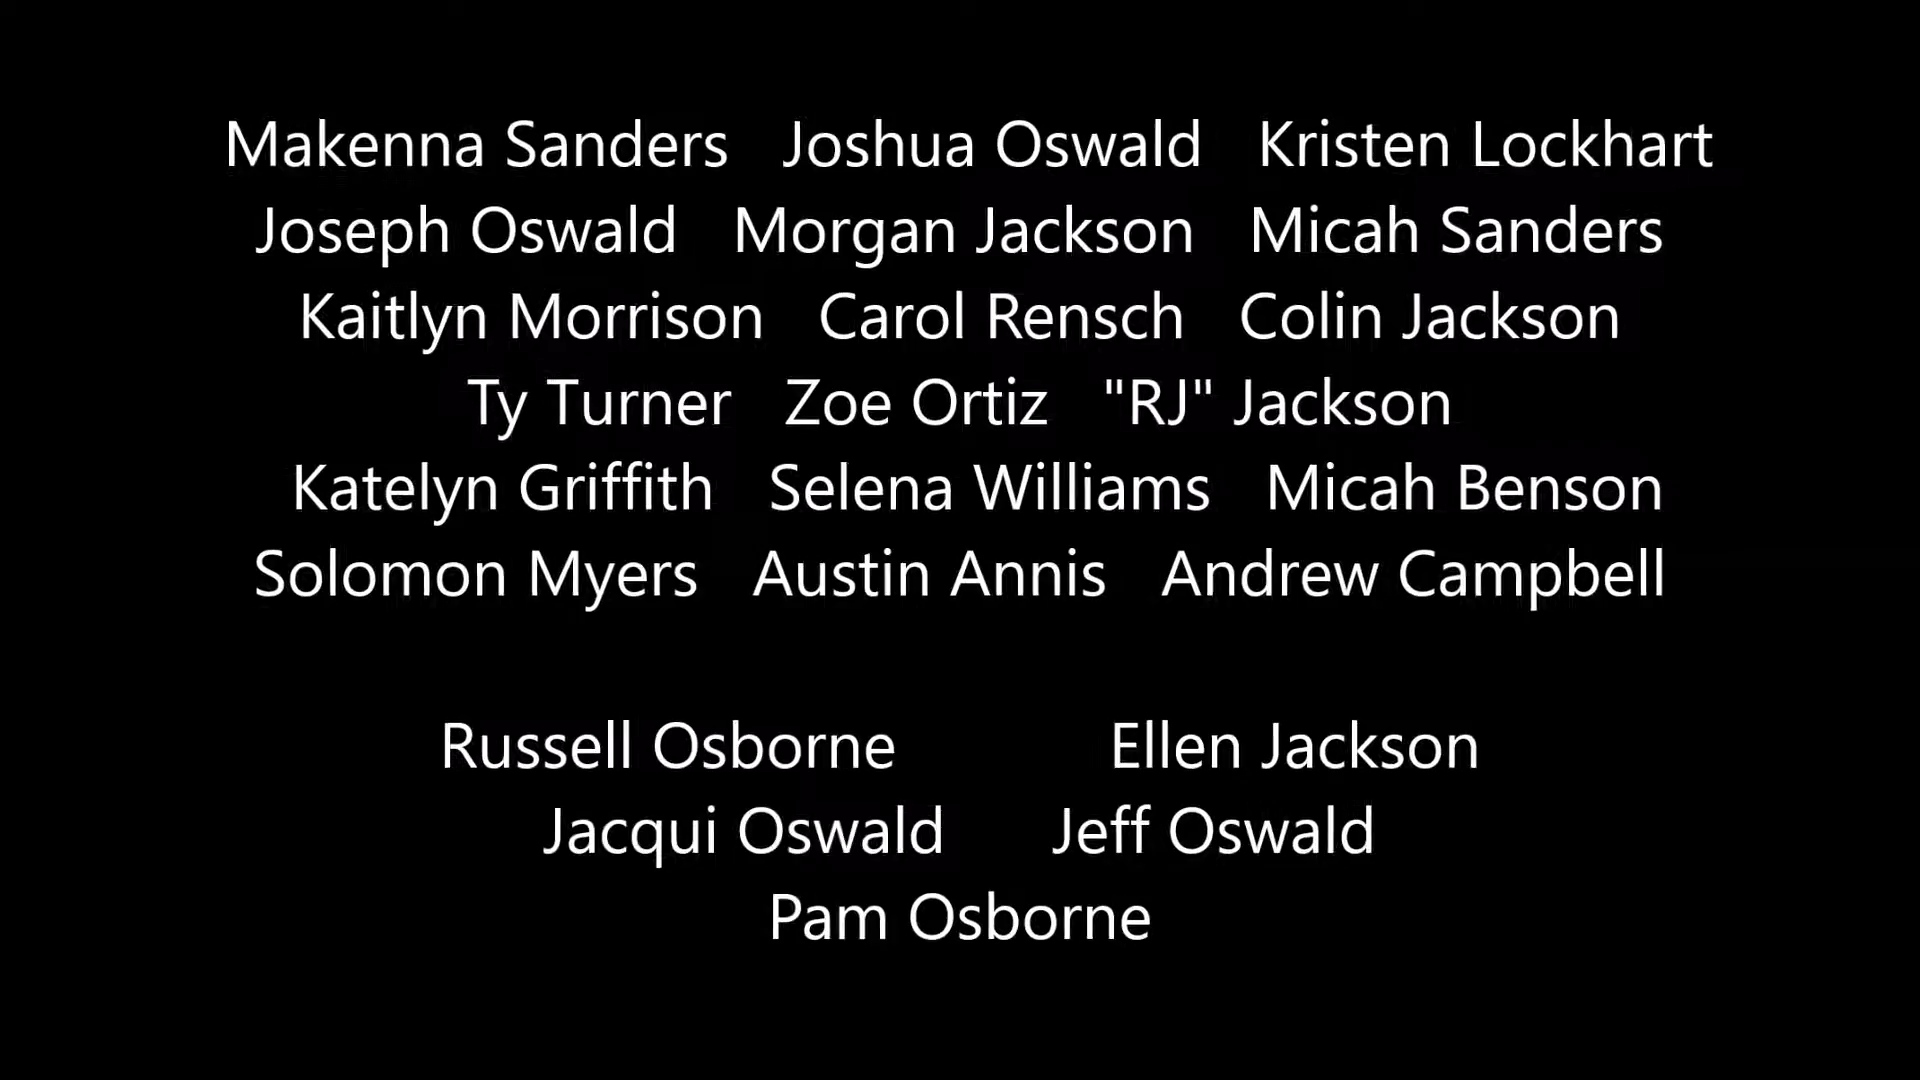 Makenna Sanders Joshua Oswald Kristen Lockhart
Joseph Oswald Morgan Jackson Micah Sanders
Kaitlyn Morrison Carol Rensch Colin Jackson
Ty Turner Zoe Ortiz "RJ" Jackson
Katelyn Griffith Selena Williams Micah Benson
Solomon Myers Austin Annis Andrew Campbell
Russell Osborne Ellen Jackson
Jacqui Oswald Jeff Oswald
Pam Osborne